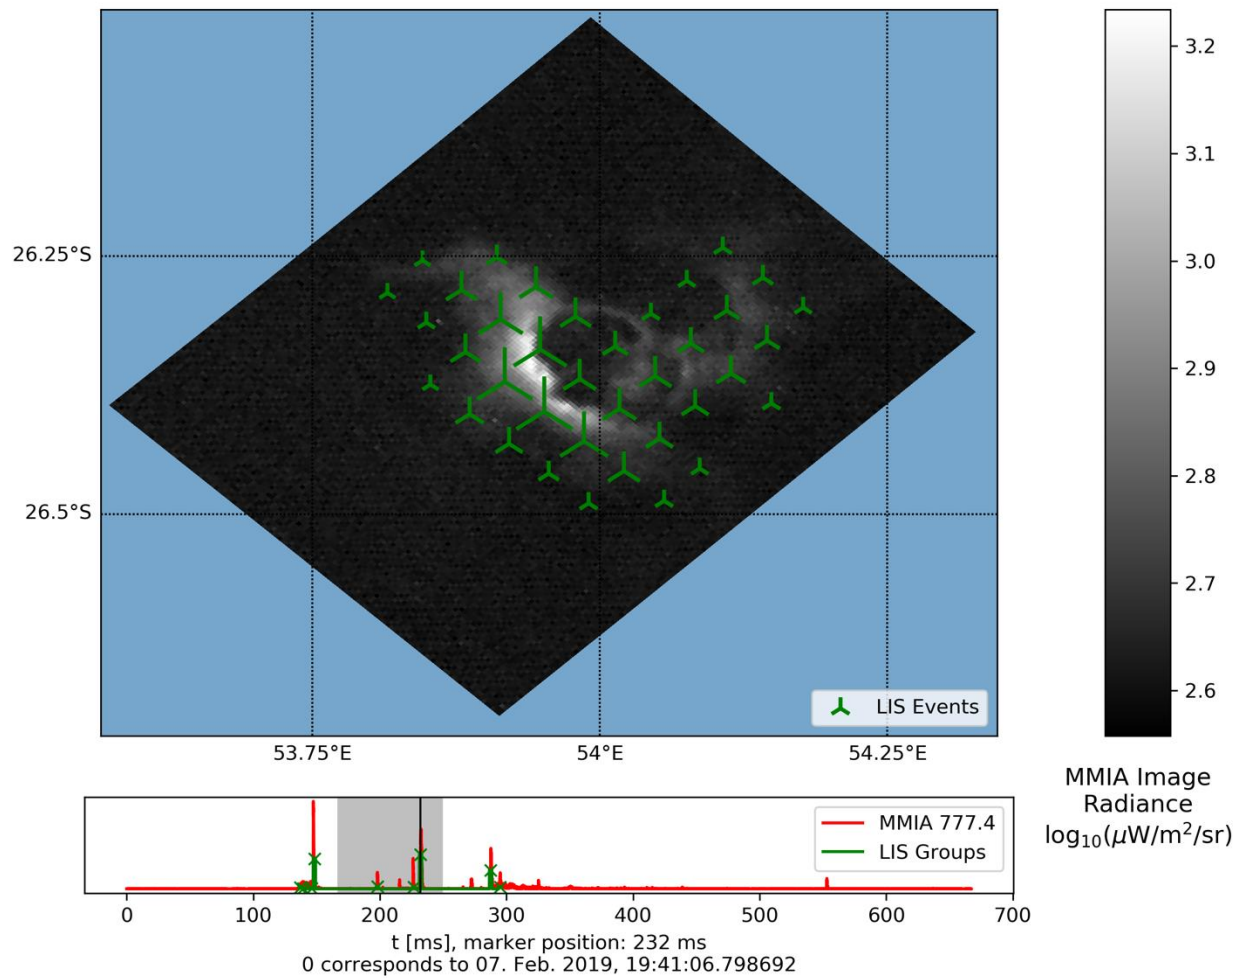 26.25°S
26.5°S
LIS Events
53.75°E 54°E 54.25°E
3.2
3.1
3.0
2.9
2.8
2.7
2.6
MMIA Image
Radiance
log₁₀(μW/m²/sr)
MMIA 777.4
LIS Groups
0 100 200 300 400 500 600 700
t [ms], marker position: 232 ms
0 corresponds to 07. Feb. 2019, 19:41:06.798692